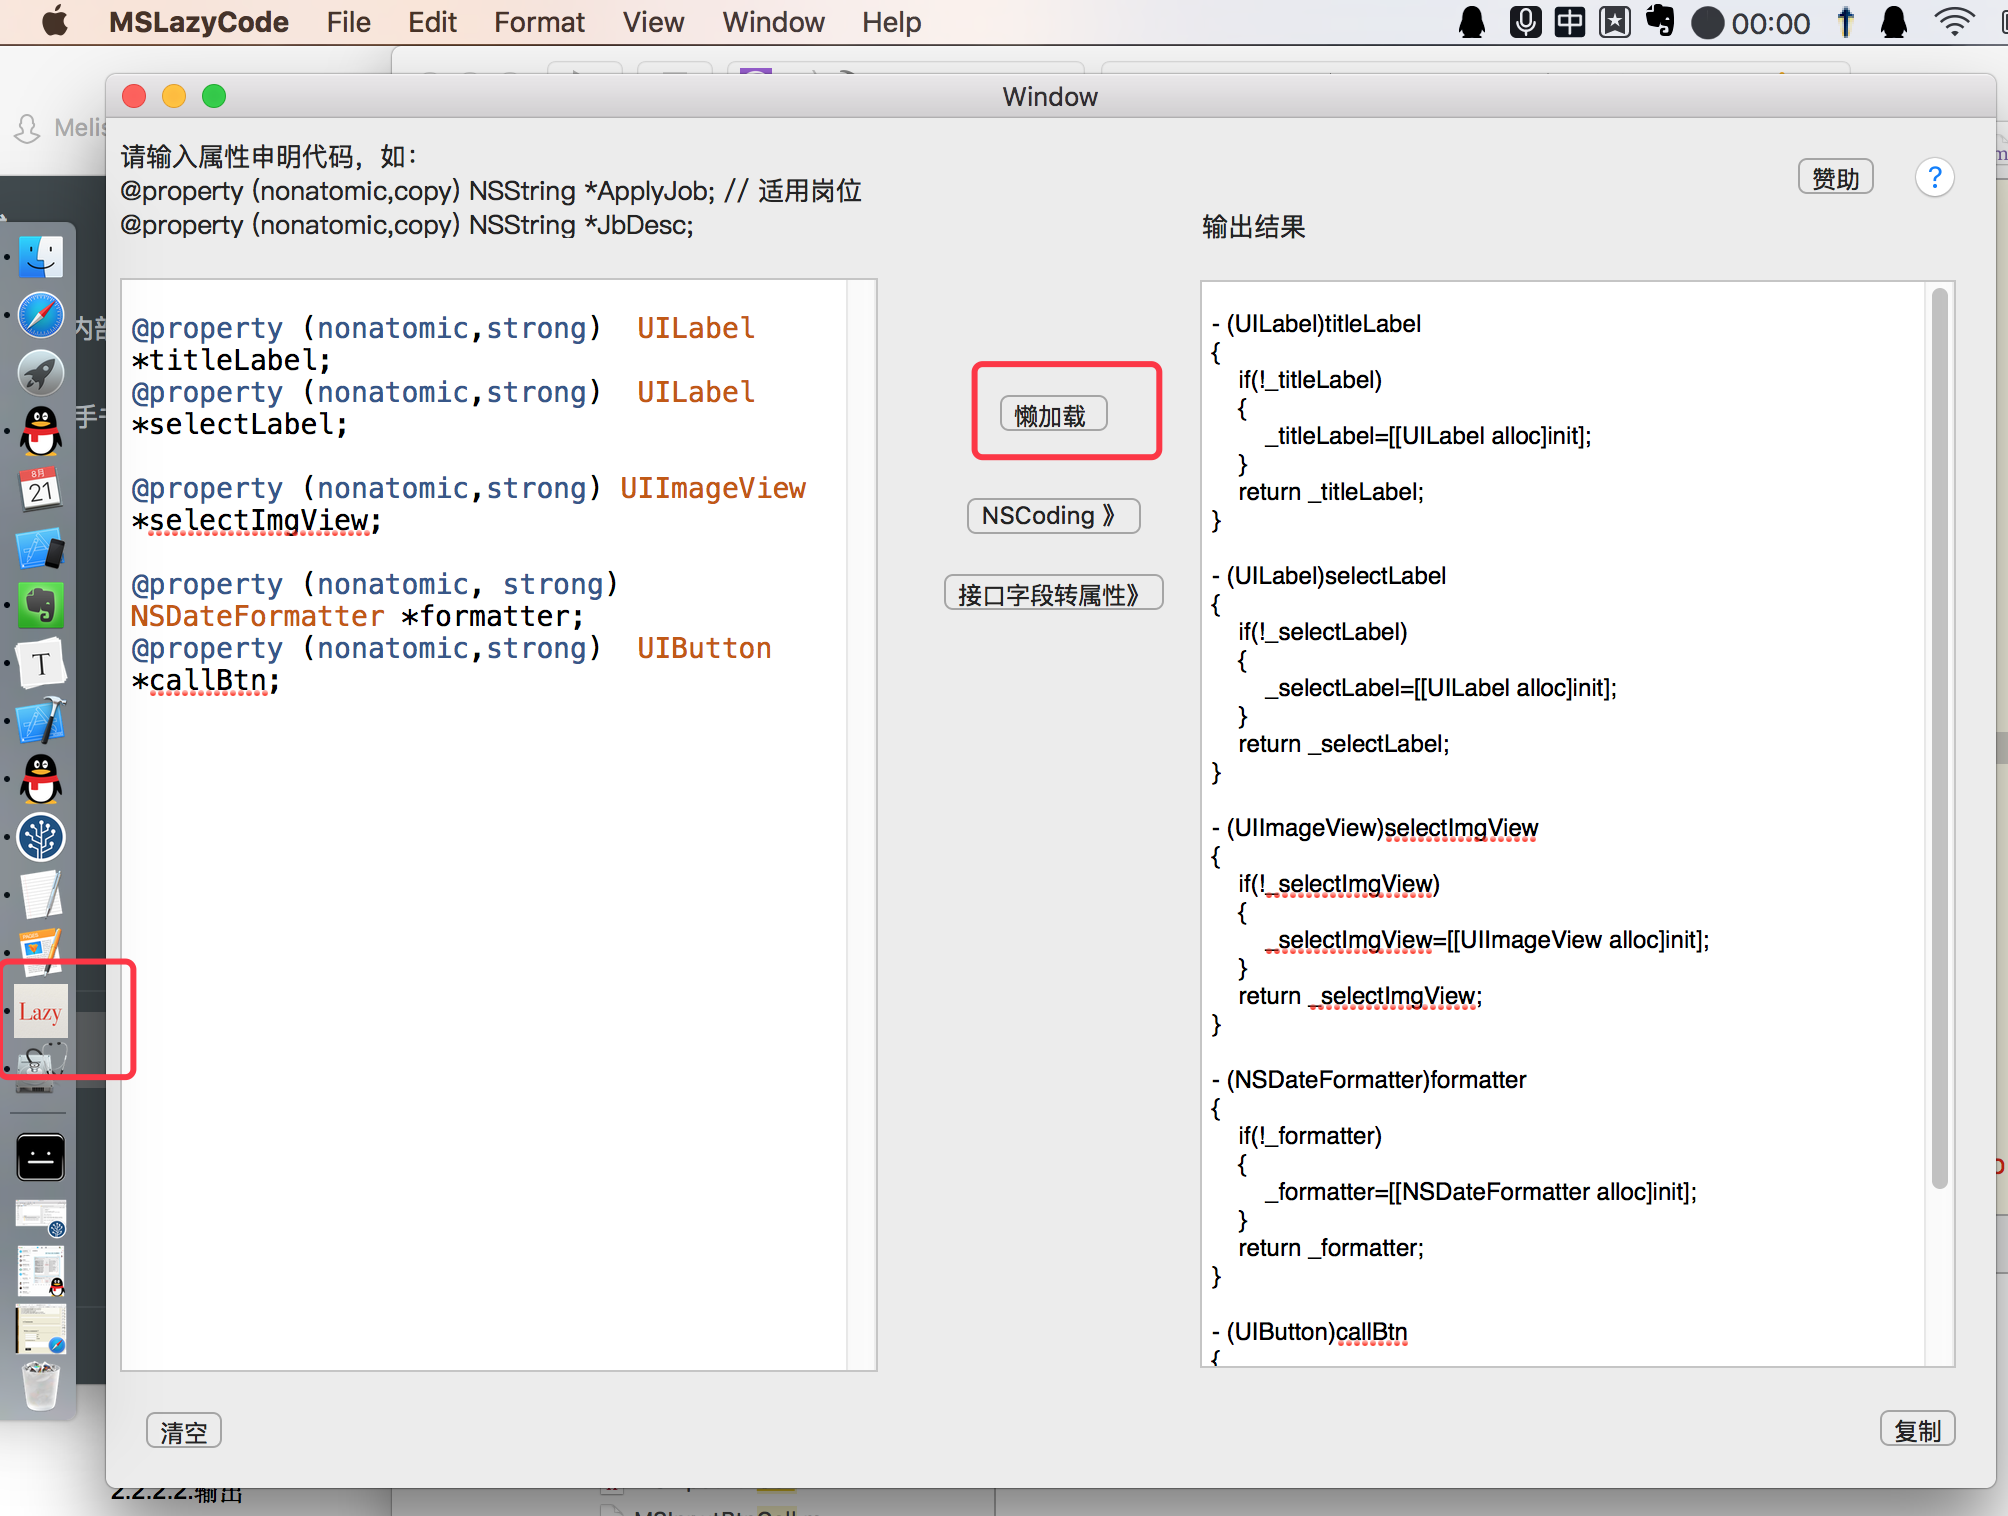 MSLazyCode File Edit Format View Window Help
中 00:00
Window
请输入属性申明代码，如：
@property (nonatomic,copy) NSString *ApplyJob; // 适用岗位
@property (nonatomic,copy) NSString *JbDesc;
赞助
?
输出结果
@property (nonatomic,strong)  UILabel
*titleLabel;
@property (nonatomic,strong)  UILabel
*selectLabel;
@property (nonatomic,strong) UIImageView
*selectImgView;
@property (nonatomic, strong)
NSDateFormatter *formatter;
@property (nonatomic,strong)  UIButton
*callBtn;
懒加载
NSCoding 》
接口字段转属性》
- (UILabel)titleLabel
{
if(!_titleLabel)
{
_titleLabel=[[UILabel alloc]init];
}
return _titleLabel;
}
- (UILabel)selectLabel
{
if(!_selectLabel)
{
_selectLabel=[[UILabel alloc]init];
}
return _selectLabel;
}
- (UIImageView)selectImgView
{
if(!_selectImgView)
{
_selectImgView=[[UIImageView alloc]init];
}
return _selectImgView;
}
- (NSDateFormatter)formatter
{
if(!_formatter)
{
_formatter=[[NSDateFormatter alloc]init];
}
return _formatter;
}
- (UIButton)callBtn
{
清空
复制
8月
21
T
Lazy
2.2.2.2.输出